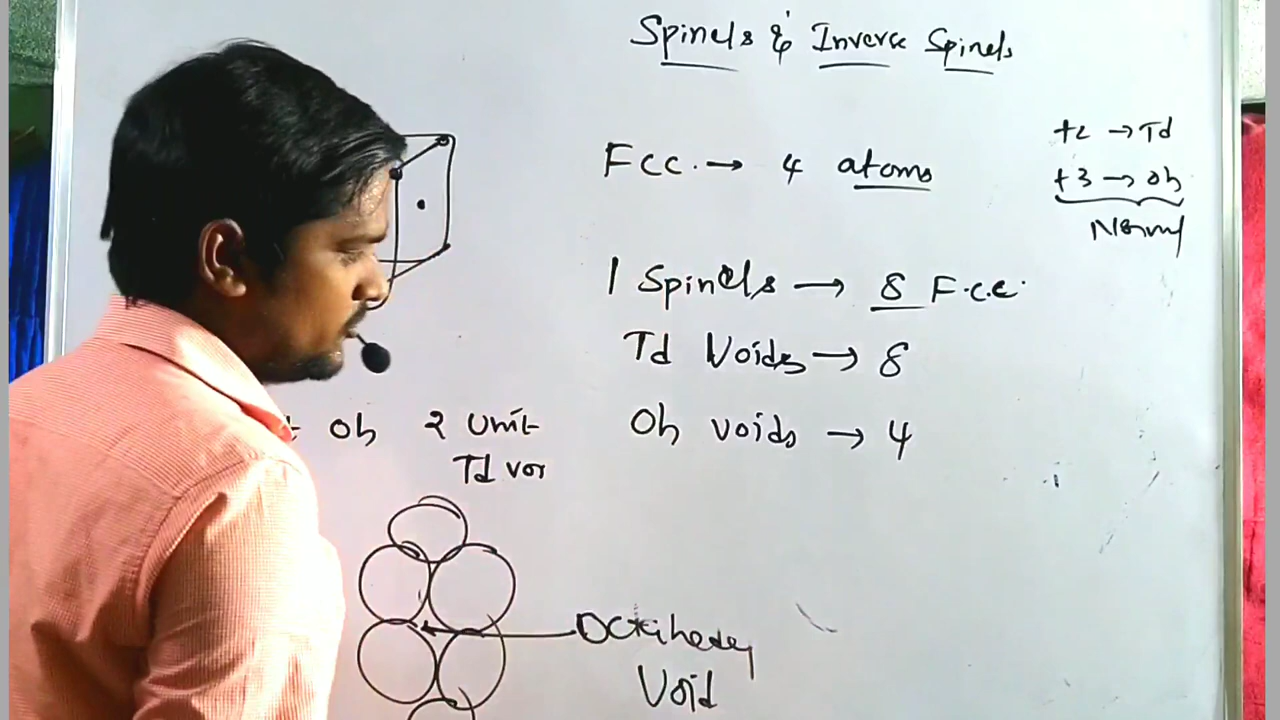 Spinels & Inverse Spinels
+2 → Td
+3 → Oh
Normal
FCC. → 4 atoms
1 Spinels → 8 F.C.C.
Td Voids → 8
Oh voids → 4
Oh 2 Unit
Td voi
Octahedry
Void